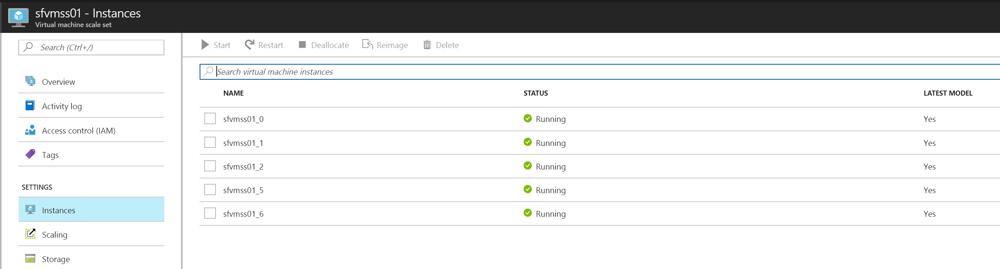 sfvmss01 - Instances
Virtual machine scale set
Search (Ctrl+/)
Overview
Activity log
Access control (IAM)
Tags
SETTINGS
Instances
Scaling
Storage
Start Restart Deallocate Reimage Delete
Search virtual machine instances
NAME STATUS LATEST MODEL
sfvmss01_0 Running Yes
sfvmss01_1 Running Yes
sfvmss01_2 Running Yes
sfvmss01_5 Running Yes
sfvmss01_6 Running Yes